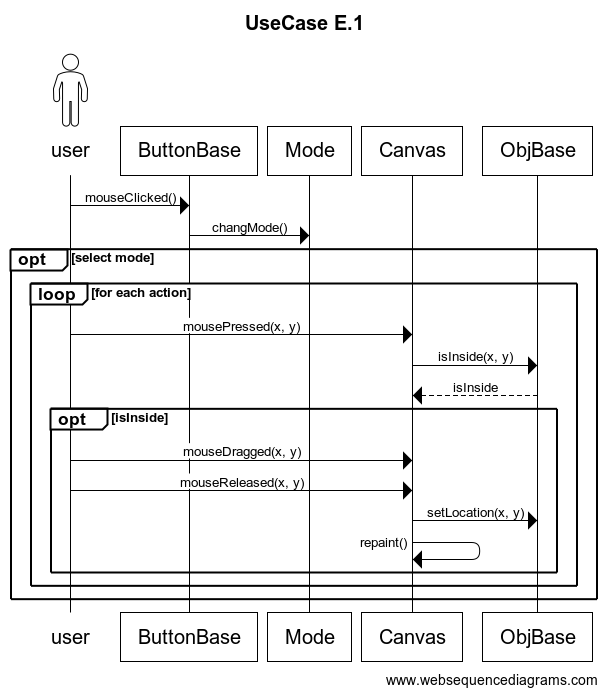 UseCase E.1
user ButtonBase Mode Canvas ObjBase
mouseClicked()
changMode()
opt [select mode]
loop [for each action]
mousePressed(x, y)
isInside(x, y)
isInside
opt [isInside]
mouseDragged(x, y)
mouseReleased(x, y)
setLocation(x, y)
repaint()
user ButtonBase Mode Canvas ObjBase
www.websequencediagrams.com